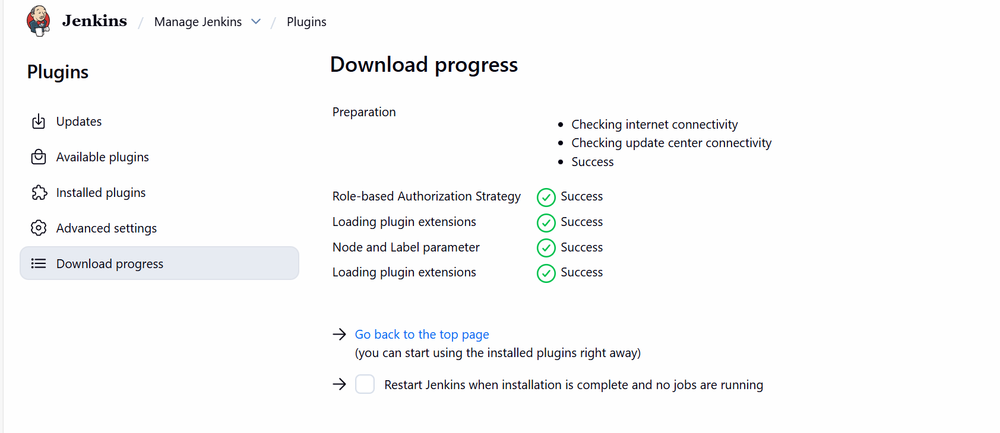 Jenkins / Manage Jenkins / Plugins
Plugins
Updates
Available plugins
Installed plugins
Advanced settings
Download progress
Download progress
Preparation
Checking internet connectivity
Checking update center connectivity
Success
Role-based Authorization Strategy Success
Loading plugin extensions Success
Node and Label parameter Success
Loading plugin extensions Success
Go back to the top page
(you can start using the installed plugins right away)
Restart Jenkins when installation is complete and no jobs are running